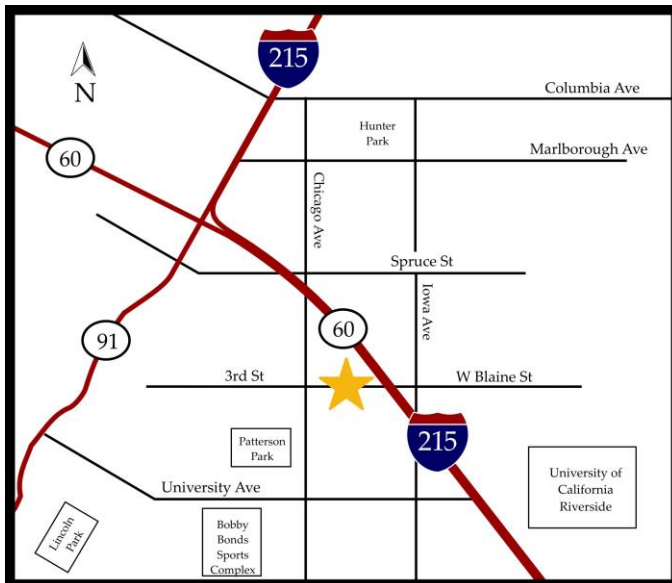 215
N
Columbia Ave
Hunter
Park
Marlborough Ave
60
Chicago Ave
Spruce St
Iowa Ave
60
91
3rd St
W Blaine St
Patterson
Park
215
University of
California
Riverside
University Ave
Lincoln
Park
Bobby
Bonds
Sports
Complex